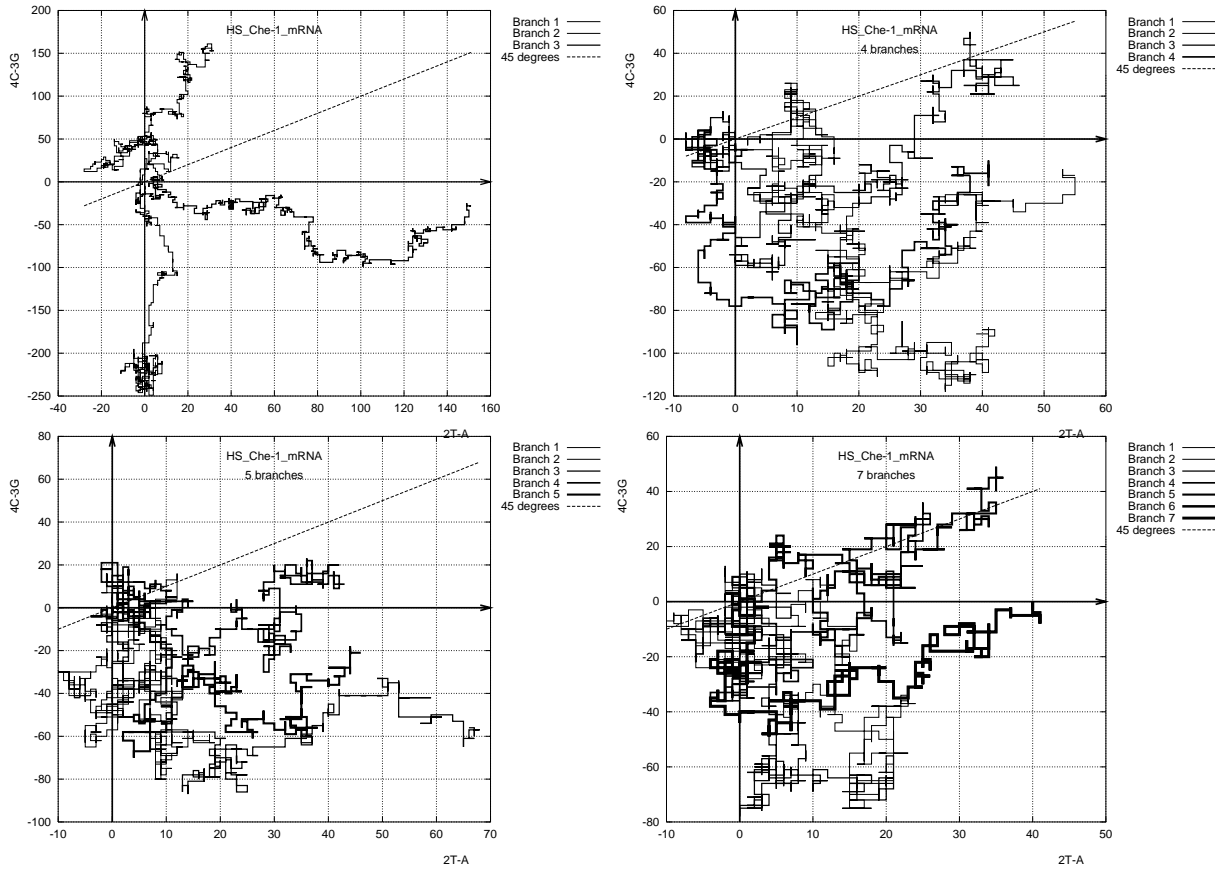 200
150
100
50
0
-50
-100
-150
-200
-250
-40
-20
0
20
40
60
80
100
120
140
160
4C-3G
2T-A
HS_Che-1_mRNA
Branch 1
Branch 2
Branch 3
45 degrees
60
40
20
0
-20
-40
-60
-80
-100
-120
-10
0
10
20
30
40
50
60
4C-3G
2T-A
HS_Che-1_mRNA
4 branches
Branch 1
Branch 2
Branch 3
Branch 4
45 degrees
80
60
40
20
0
-20
-40
-60
-80
-100
-10
0
10
20
30
40
50
60
70
4C-3G
2T-A
HS_Che-1_mRNA
5 branches
Branch 1
Branch 2
Branch 3
Branch 4
Branch 5
45 degrees
60
40
20
0
-20
-40
-60
-80
-10
0
10
20
30
40
50
4C-3G
2T-A
HS_Che-1_mRNA
7 branches
Branch 1
Branch 2
Branch 3
Branch 4
Branch 5
Branch 6
Branch 7
45 degrees